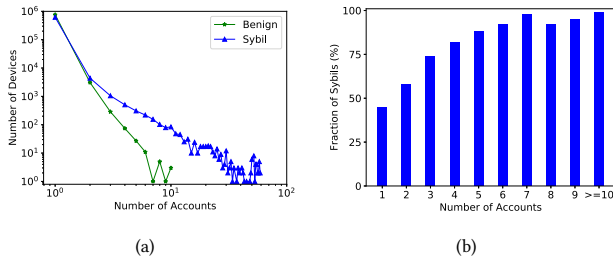 10^6
10^5
10^4
10^3
10^2
10^1
10^0
Number of Devices
Benign
Sybil
10^0 10^1 10^2
Number of Accounts
(a)
100
75
50
25
0
Fraction of Sybils (%)
1 2 3 4 5 6 7 8 9 >=10
Number of Accounts
(b)